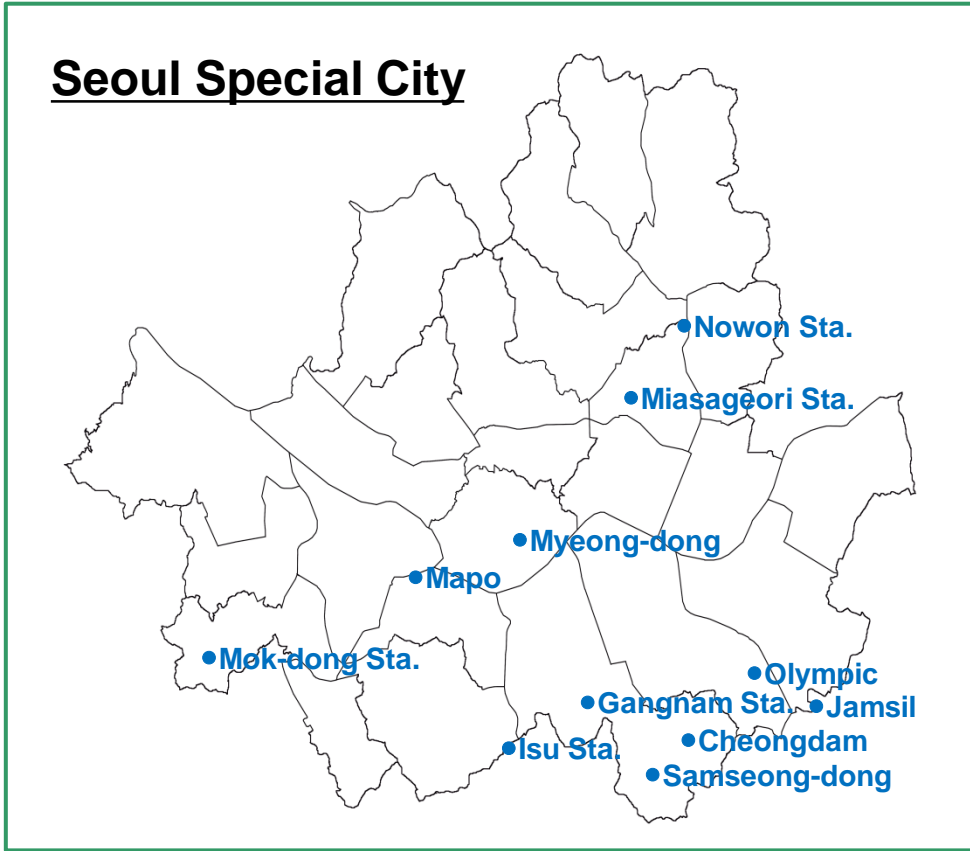 Seoul Special City
Nowon Sta.
Miasageori Sta.
Myeong-dong
Mapo
Mok-dong Sta.
Olympic
Gangnam Sta.
Jamsil
Cheongdam
Isu Sta.
Samseong-dong